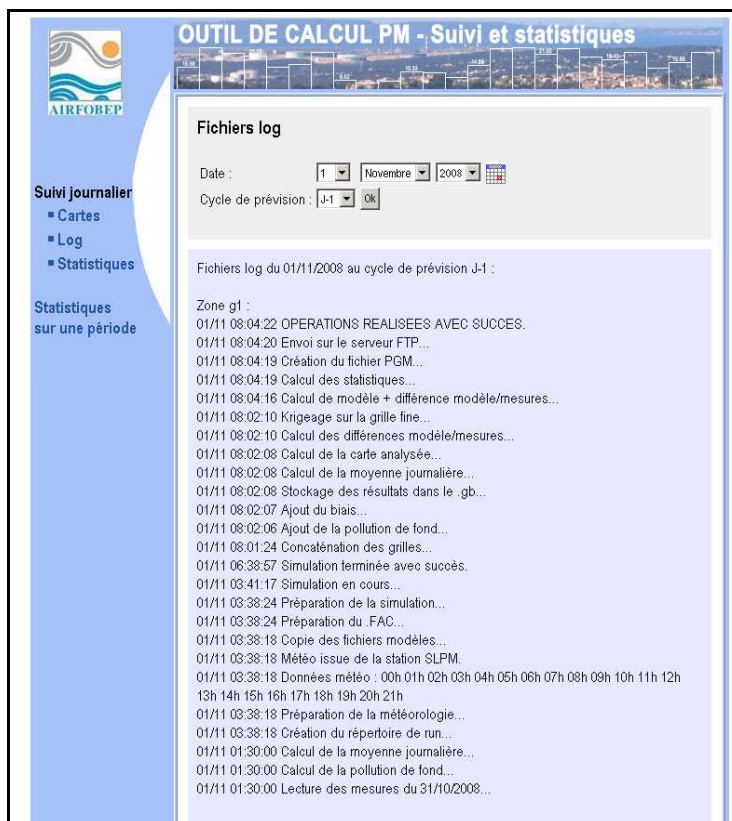 OUTIL DE CALCUL PM - Suivi et statistiques
AIRFOBEP
Suivi journalier
Cartes
Log
Statistiques
Statistiques
sur une période
Fichiers log
Date : 1 Novembre 2008
Cycle de prévision : J-1 Ok
Fichiers log du 01/11/2008 au cycle de prévision J-1 :
Zone g1 :
01/11 08:04:22 OPERATIONS REALISEES AVEC SUCCES.
01/11 08:04:20 Envoi sur le serveur FTP...
01/11 08:04:19 Création du fichier PGM...
01/11 08:04:19 Calcul des statistiques...
01/11 08:04:16 Calcul de modèle + différence modèle/mesures...
01/11 08:02:10 Krigeage sur la grille fine...
01/11 08:02:10 Calcul des différences modèle/mesures...
01/11 08:02:08 Calcul de la carte analysée...
01/11 08:02:08 Calcul de la moyenne journalière...
01/11 08:02:08 Stockage des résultats dans le .gb...
01/11 08:02:07 Ajout du biais...
01/11 08:02:06 Ajout de la pollution de fond...
01/11 08:01:24 Concaténation des grilles...
01/11 06:38:57 Simulation terminée avec succès.
01/11 03:41:17 Simulation en cours...
01/11 03:38:24 Préparation de la simulation...
01/11 03:38:24 Préparation du .FAC...
01/11 03:38:18 Copie des fichiers modèles...
01/11 03:38:18 Météo issue de la station SLPM.
01/11 03:38:18 Données météo : 00h 01h 02h 03h 04h 05h 06h 07h 08h 09h 10h 11h 12h
13h 14h 15h 16h 17h 18h 19h 20h 21h
01/11 03:38:18 Préparation de la météorologie...
01/11 03:38:18 Création du répertoire de run...
01/11 01:30:00 Calcul de la moyenne journalière...
01/11 01:30:00 Calcul de la pollution de fond...
01/11 01:30:00 Lecture des mesures du 31/10/2008...